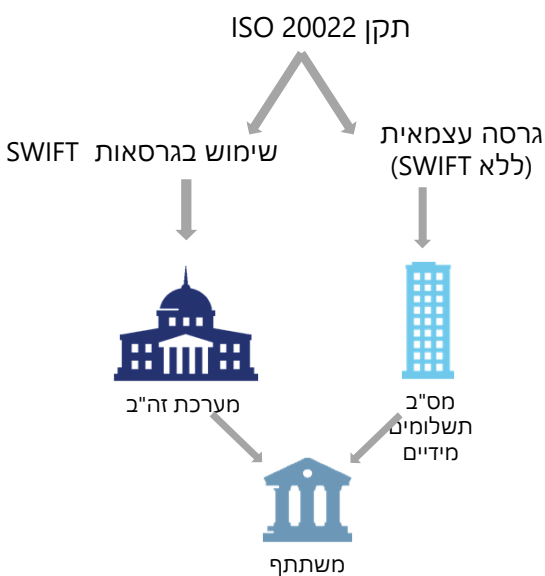 תקן ISO 20022
גרסה עצמאית
(ללא SWIFT)
שימוש בגרסאות SWIFT
מס"ב
תשלומים
מידיים
מערכת זה"ב
משתתף